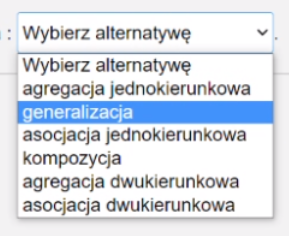 : Wybierz alternatywę .
Wybierz alternatywę
agregacja jednokierunkowa
generalizacja
asocjacja jednokierunkowa
kompozycja
agregacja dwukierunkowa
asocjacja dwukierunkowa